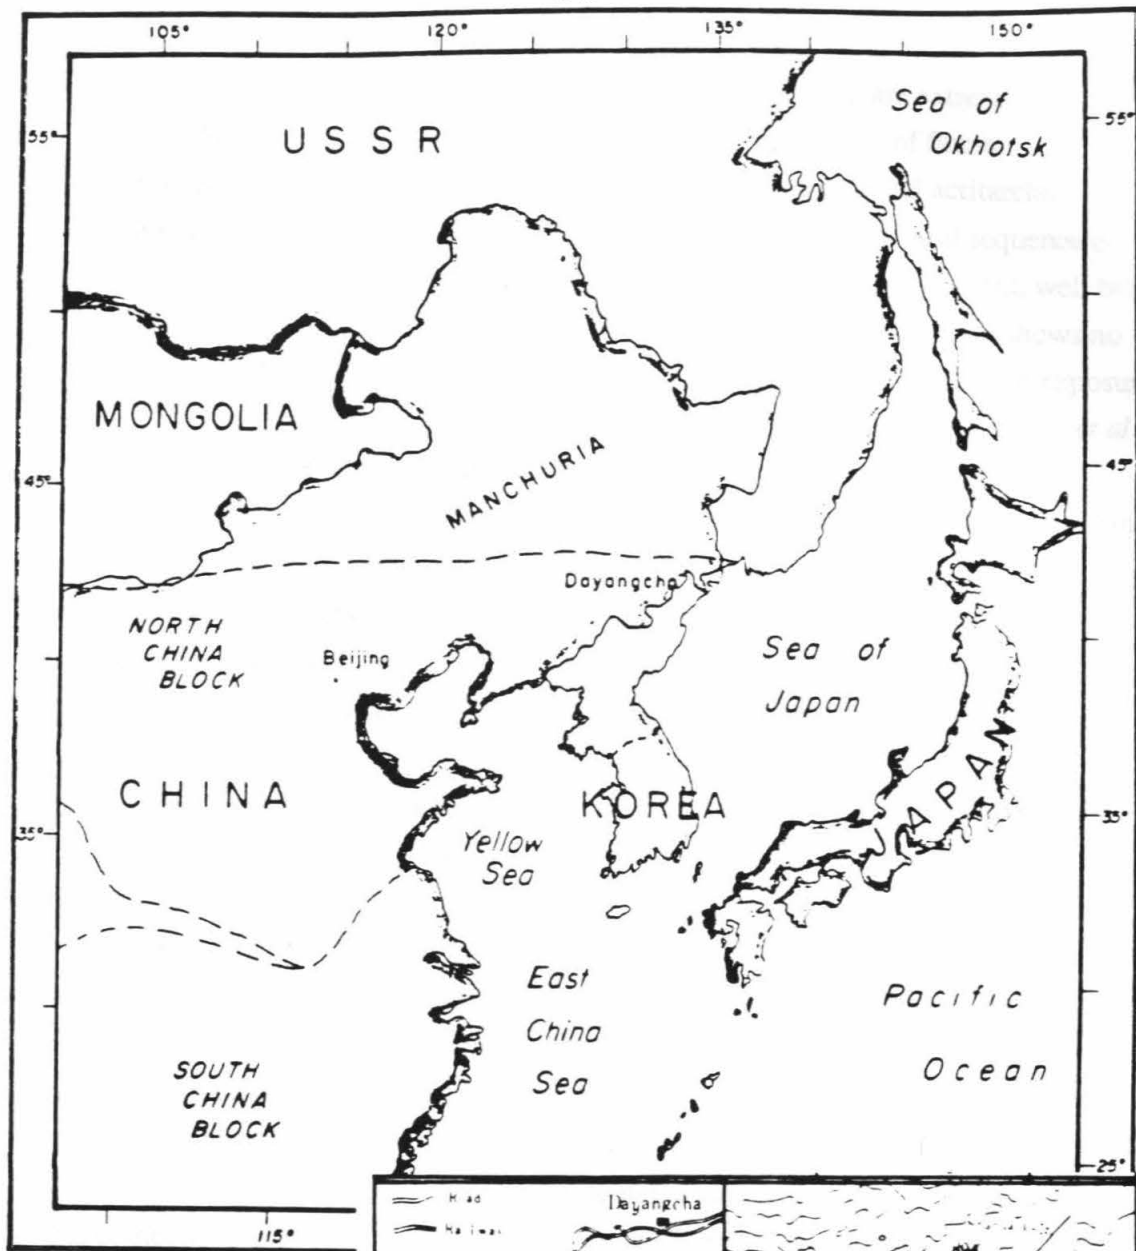 105° 120° 135° 150°
Sea of
Okhotsk
55° 55°
USSR
MONGOLIA
45° 45°
MANCHURIA
Dayangcha
NORTH
CHINA
BLOCK
Beijing
Sea of
Japan
CHINA
KOREA
JAPAN
35° 35°
Yellow
Sea
East
China
Sea
Pacific
Ocean
SOUTH
CHINA
BLOCK
25°
115°
Dayangcha